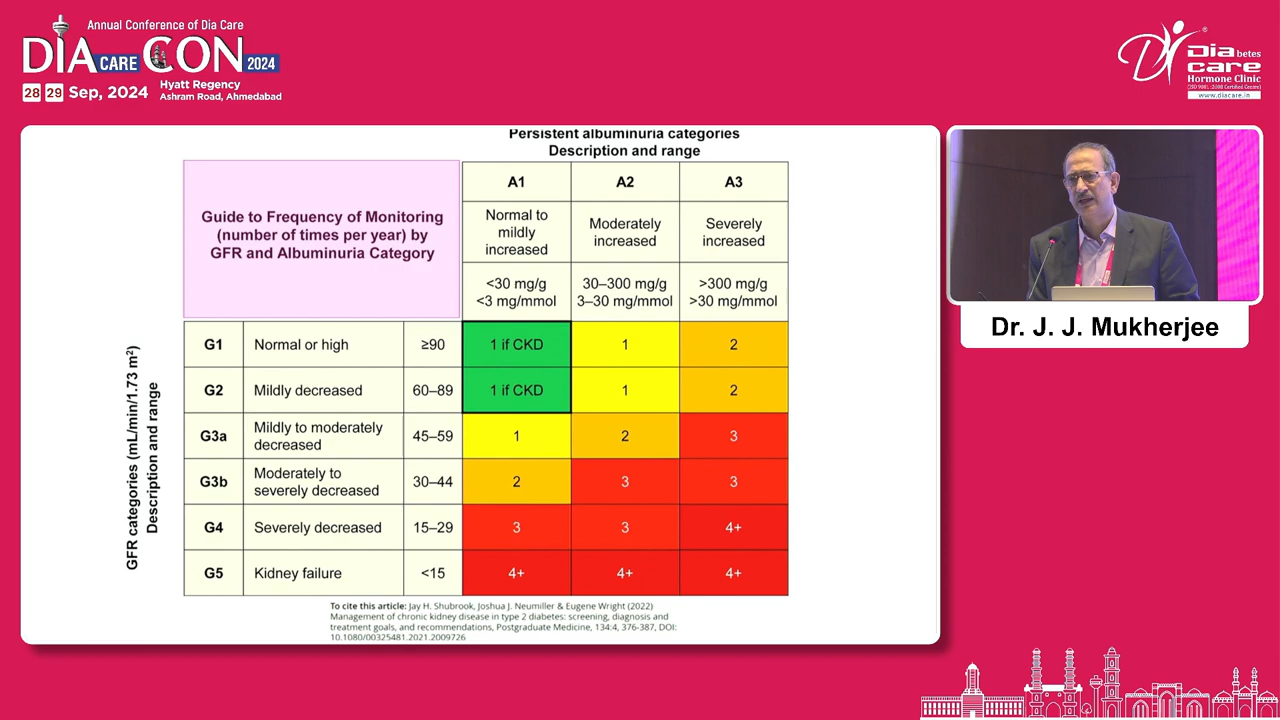 Annual Conference of Dia Care
DIA CARE CON 2024
28 29 Sep, 2024
Hyatt Regency
Ashram Road, Ahmedabad
Diabetes
care
Hormone Clinic
(ISO 9001 : 2008 Certified Centre)
www.diacare.in
Persistent albuminuria categories
Description and range
Guide to Frequency of Monitoring
(number of times per year) by
GFR and Albuminuria Category
A1 A2 A3
Normal to
mildly
increased
Moderately
increased
Severely
increased
<30 mg/g
<3 mg/mmol
30–300 mg/g
3–30 mg/mmol
>300 mg/g
>30 mg/mmol
GFR categories (mL/min/1.73 m²)
Description and range
G1 Normal or high ≥90 1 if CKD 1 2
G2 Mildly decreased 60–89 1 if CKD 1 2
G3a Mildly to moderately
decreased 45–59 1 2 3
G3b Moderately to
severely decreased 30–44 2 3 3
G4 Severely decreased 15–29 3 3 4+
G5 Kidney failure <15 4+ 4+ 4+
To cite this article: Jay H. Shubrook, Joshua J. Neumiller & Eugene Wright (2022)
Management of chronic kidney disease in type 2 diabetes: screening, diagnosis and
treatment goals, and recommendations, Postgraduate Medicine, 134:4, 376-387, DOI:
10.1080/00325481.2021.2009726
Dr. J. J. Mukherjee